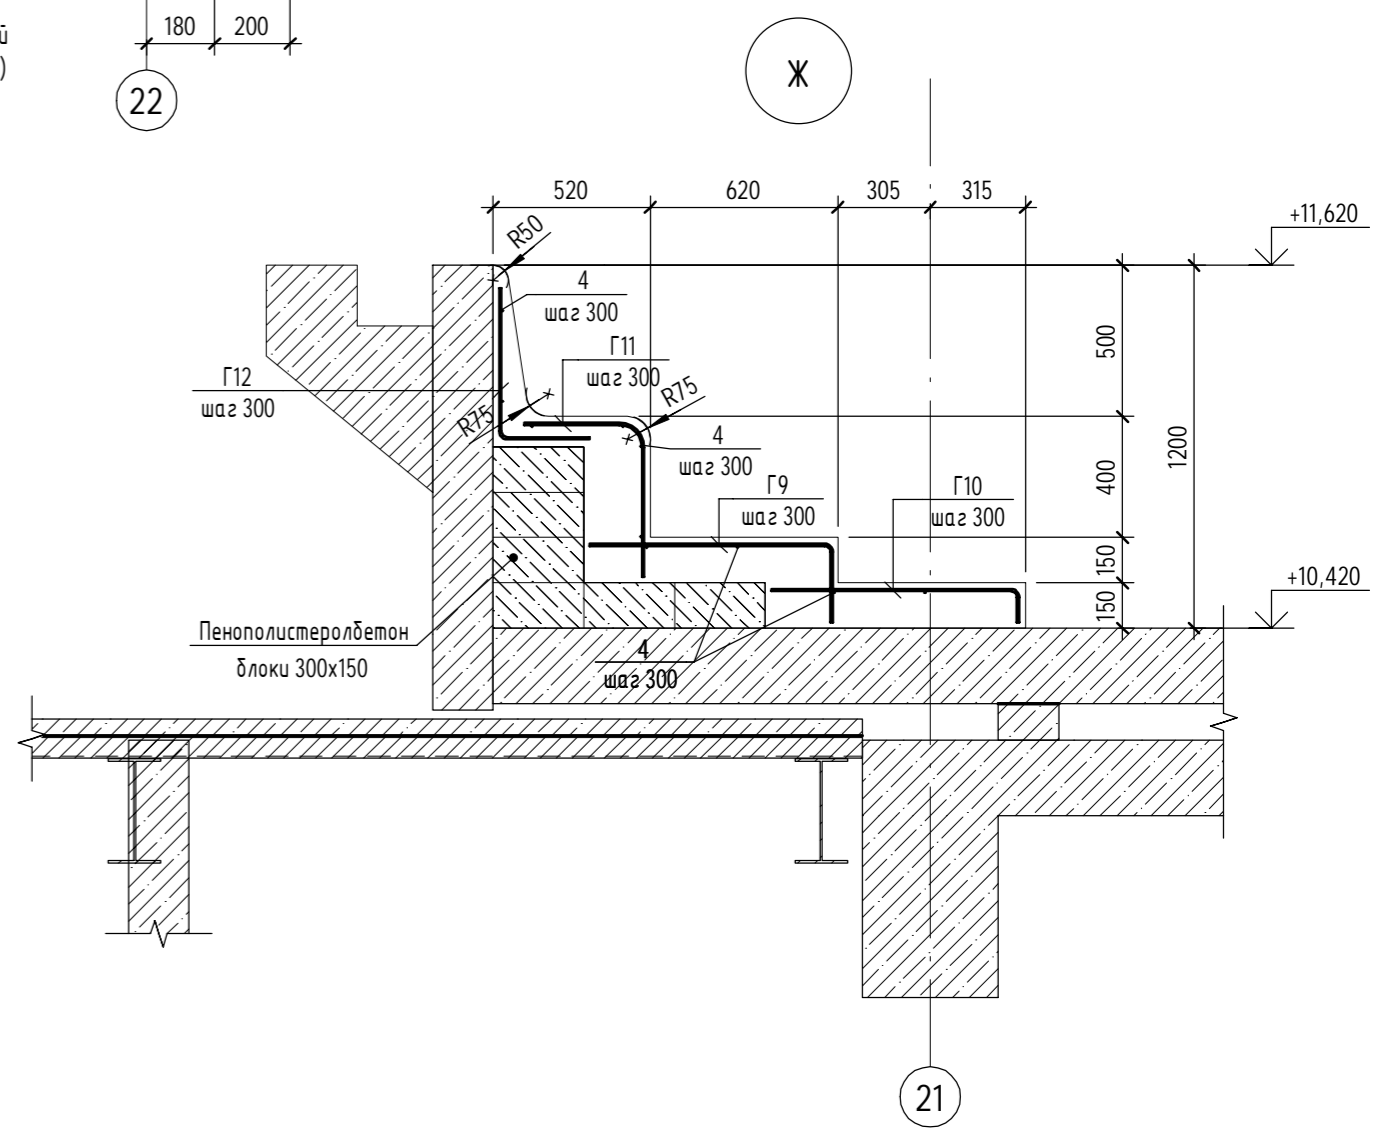 й
)
180
200
22
Ж
520
620
305
315
+11,620
R50
4
шаг 300
Г11
шаг 300
R75
Г12
шаг 300
R75
4
шаг 300
500
400
1200
150
150
Г9
шаг 300
Г10
шаг 300
+10,420
Пенополистеролбетон
блоки 300х150
4
шаг 300
21